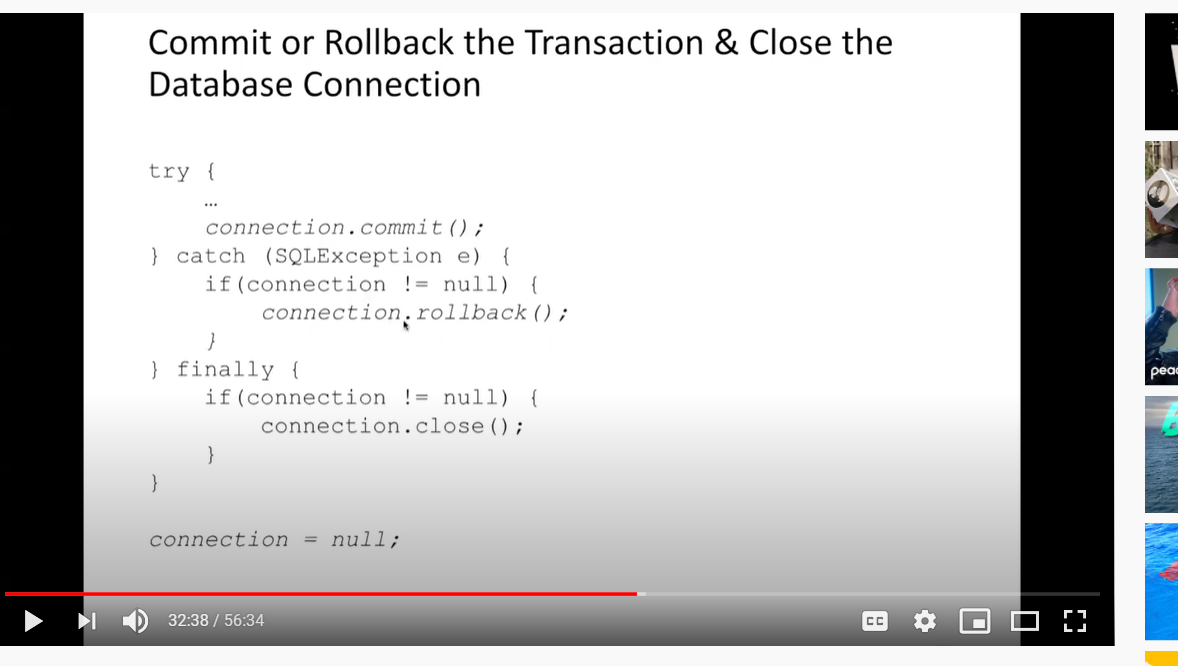 Commit or Rollback the Transaction & Close the
Database Connection
try {
…
connection.commit();
} catch (SQLException e) {
if(connection != null) {
connection.rollback();
}
} finally {
if(connection != null) {
connection.close();
}
}
connection = null;
32:38 / 56:34
CC